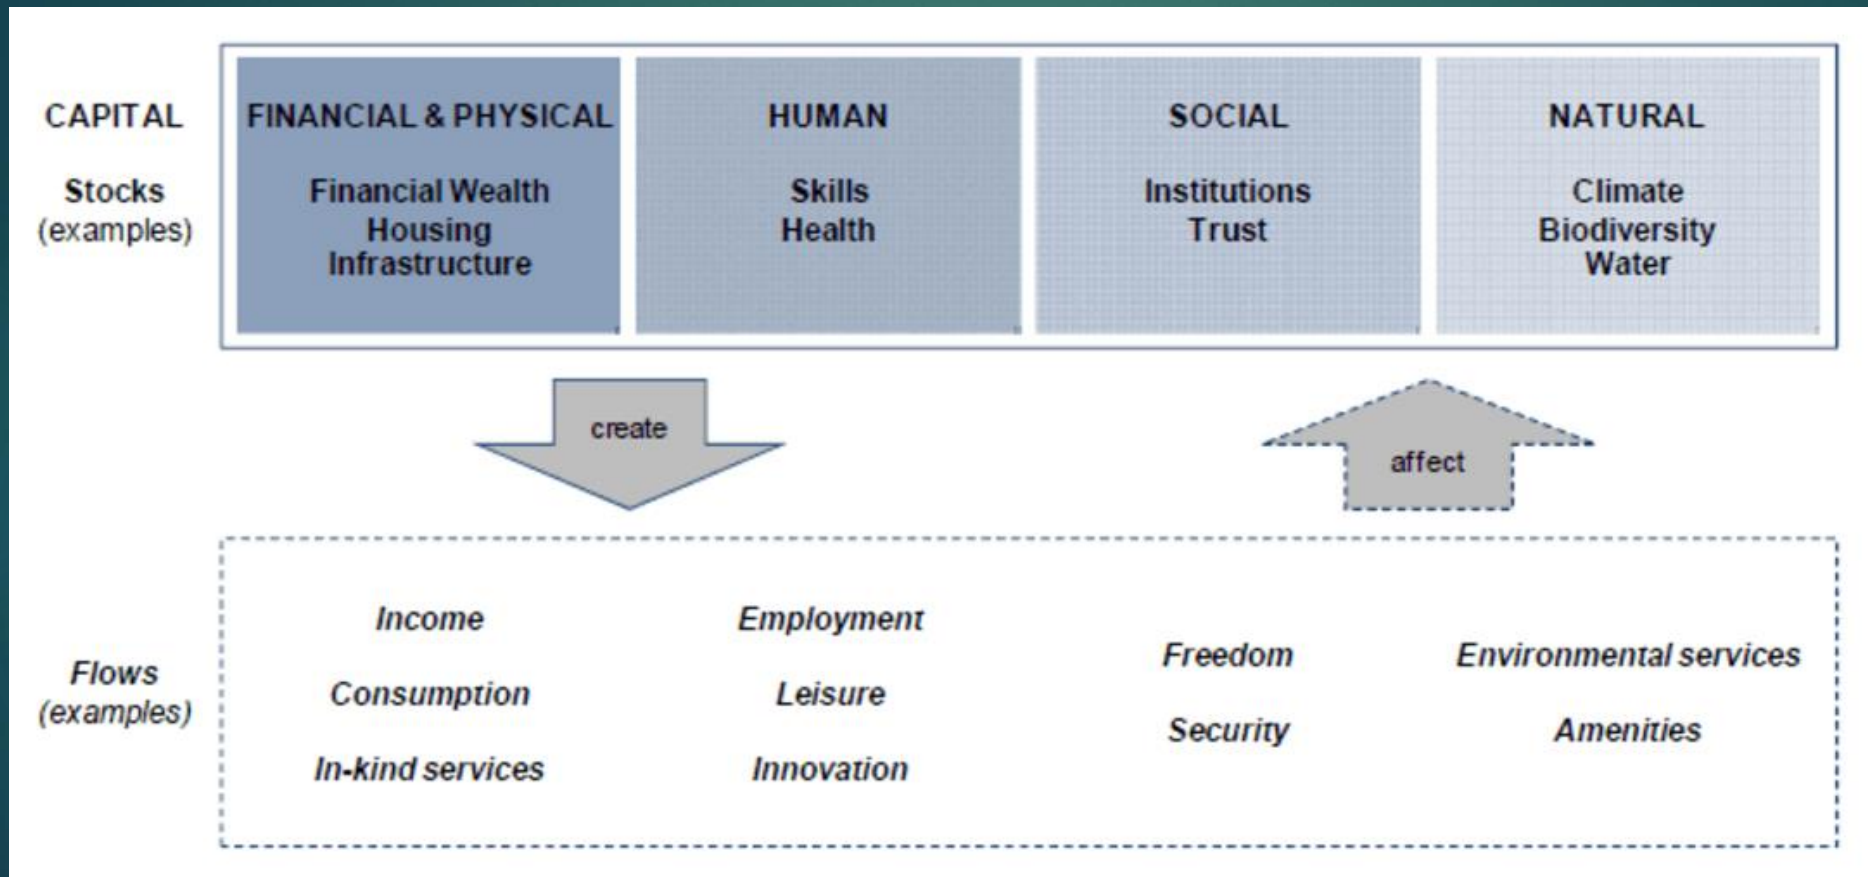 CAPITAL
FINANCIAL & PHYSICAL
HUMAN
SOCIAL
NATURAL
Stocks
(examples)
Financial Wealth
Housing
Infrastructure
Skills
Health
Institutions
Trust
Climate
Biodiversity
Water
create
affect
Flows
(examples)
Income
Consumption
In-kind services
Employment
Leisure
Innovation
Freedom
Security
Environmental services
Amenities